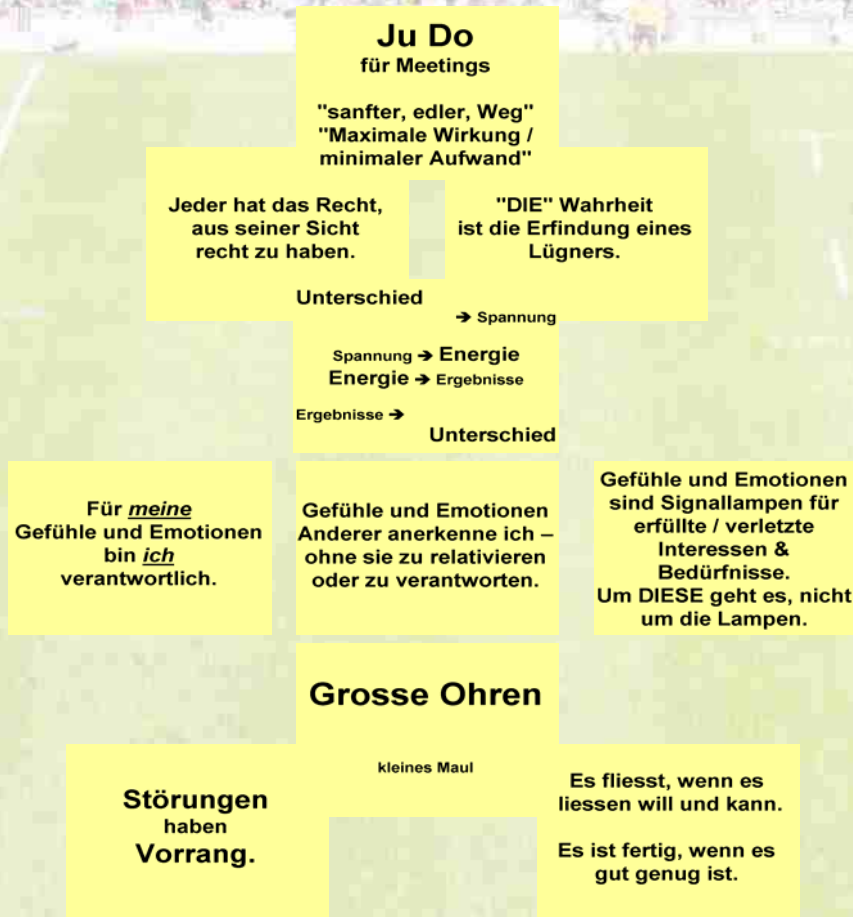 Ju Do
für Meetings
"sanfter, edler, Weg"
"Maximale Wirkung /
minimaler Aufwand"
Jeder hat das Recht,
aus seiner Sicht
recht zu haben.
"DIE" Wahrheit
ist die Erfindung eines
Lügners.
Unterschied
➔ Spannung
Spannung ➔ Energie
Energie ➔ Ergebnisse
Ergebnisse ➔
Unterschied
Für meine
Gefühle und Emotionen
bin ich
verantwortlich.
Gefühle und Emotionen
Anderer anerkenne ich –
ohne sie zu relativieren
oder zu verantworten.
Gefühle und Emotionen
sind Signallampen für
erfüllte / verletzte
Interessen &
Bedürfnisse.
Um DIESE geht es, nicht
um die Lampen.
Grosse Ohren
kleines Maul
Störungen
haben
Vorrang.
Es fliesst, wenn es
liessen will und kann.
Es ist fertig, wenn es
gut genug ist.